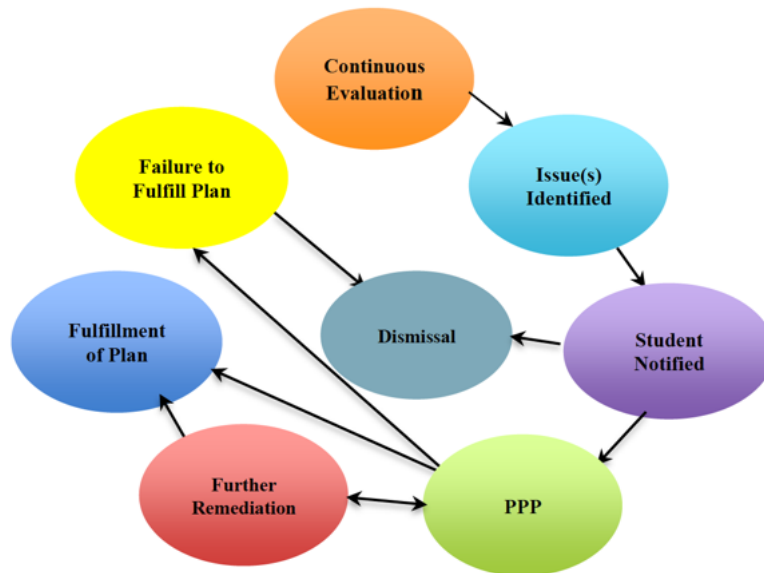 Continuous
Evaluation
Failure to
Fulfill Plan
Issue(s)
Identified
Fulfillment
of Plan
Dismissal
Student
Notified
Further
Remediation
PPP